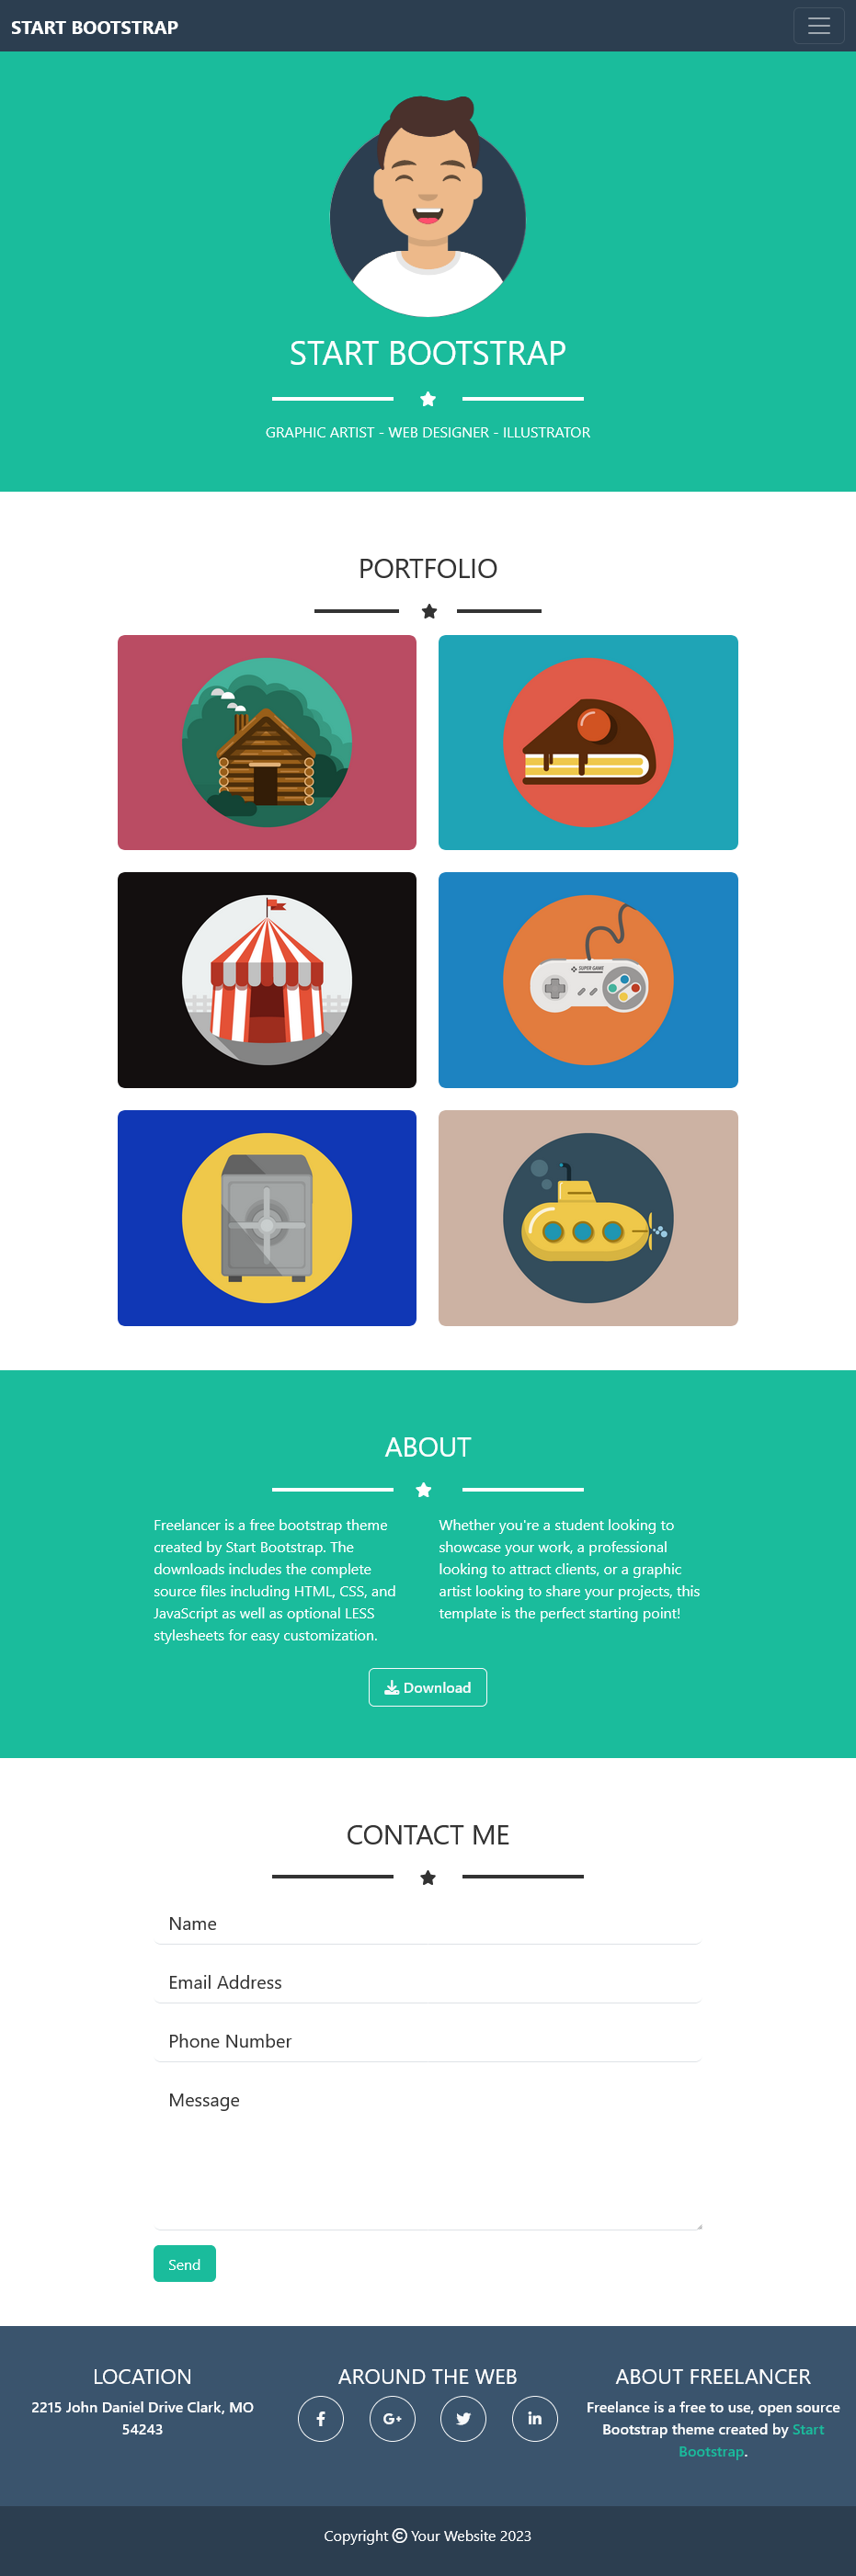 START BOOTSTRAP
START BOOTSTRAP
GRAPHIC ARTIST - WEB DESIGNER - ILLUSTRATOR
PORTFOLIO
SUPER GAME
ABOUT
Freelancer is a free bootstrap theme
created by Start Bootstrap. The
downloads includes the complete
source files including HTML, CSS, and
JavaScript as well as optional LESS
stylesheets for easy customization.
Whether you're a student looking to
showcase your work, a professional
looking to attract clients, or a graphic
artist looking to share your projects, this
template is the perfect starting point!
Download
CONTACT ME
Name
Email Address
Phone Number
Message
Send
LOCATION
2215 John Daniel Drive Clark, MO
54243
AROUND THE WEB
ABOUT FREELANCER
Freelance is a free to use, open source
Bootstrap theme created by Start
Bootstrap.
Copyright © Your Website 2023